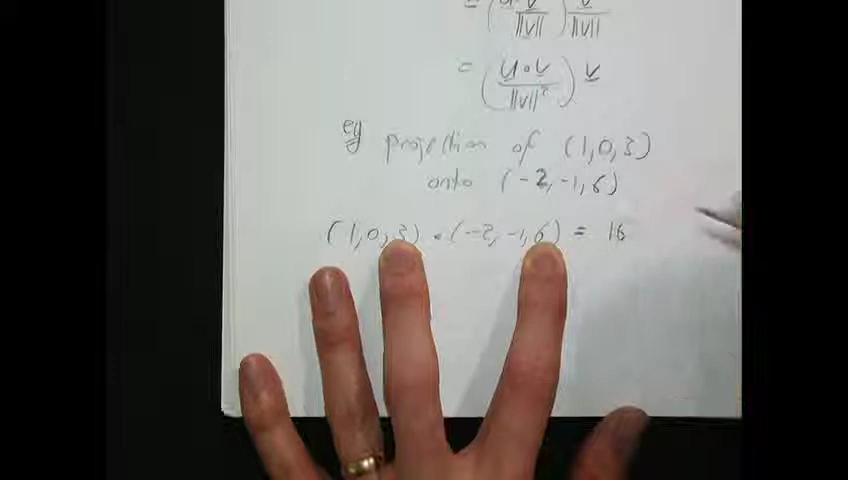 = (u∘v/||v||) v/||v||
= (u∘v/||v||²) v
eg projection of (1,0,3)
onto (-2,-1,6)
(1,0,3) ∘ (-2,-1,6) = 16